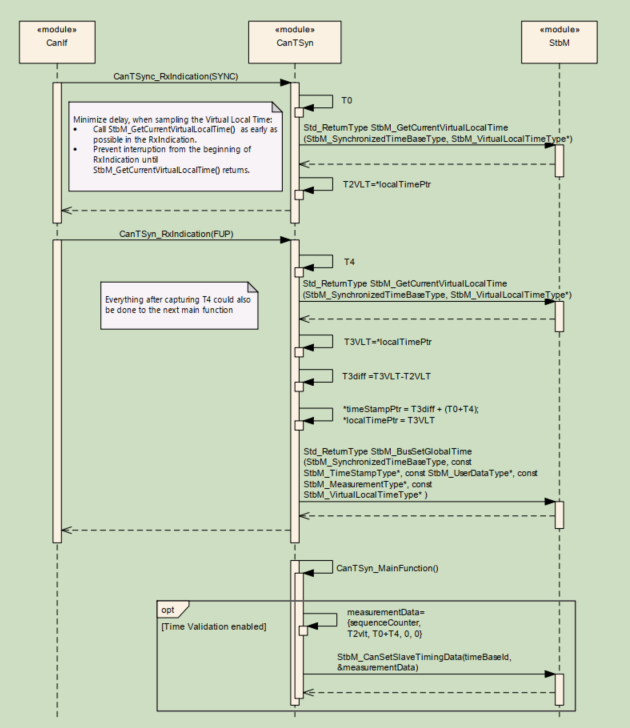 «module»
CanIf
«module»
CanTSyn
«module»
StbM
CanTSync_RxIndication(SYNC)
T0
Minimize delay, when sampling the Virtual Local Time:
• Call StbM_GetCurrentVirtualLocalTime() as early as
possible in the RxIndication.
• Prevent interruption from the beginning of
RxIndication until
StbM_GetCurrentVirtualLocalTime() returns.
Std_ReturnType StbM_GetCurrentVirtualLocalTime
(StbM_SynchronizedTimeBaseType, StbM_VirtualLocalTimeType*)
T2VLT=*localTimePtr
CanTSyn_RxIndication(FUP)
T4
Std_ReturnType StbM_GetCurrentVirtualLocalTime
(StbM_SynchronizedTimeBaseType, StbM_VirtualLocalTimeType*)
Everything after capturing T4 could also
be done to the next main function
T3VLT=*localTimePtr
T3diff =T3VLT-T2VLT
*timeStampPtr = T3diff + (T0+T4);
*localTimePtr = T3VLT
Std_ReturnType StbM_BusSetGlobalTime
(StbM_SynchronizedTimeBaseType, const
StbM_TimeStampType*, const StbM_UserDataType*, const
StbM_MeasurementType*, const
StbM_VirtualLocalTimeType* )
CanTSyn_MainFunction()
opt
[Time Validation enabled]
measurementData=
{sequenceCounter,
T2vlt, T0+T4, 0, 0}
StbM_CanSetSlaveTimingData(timeBaseId,
&measurementData)